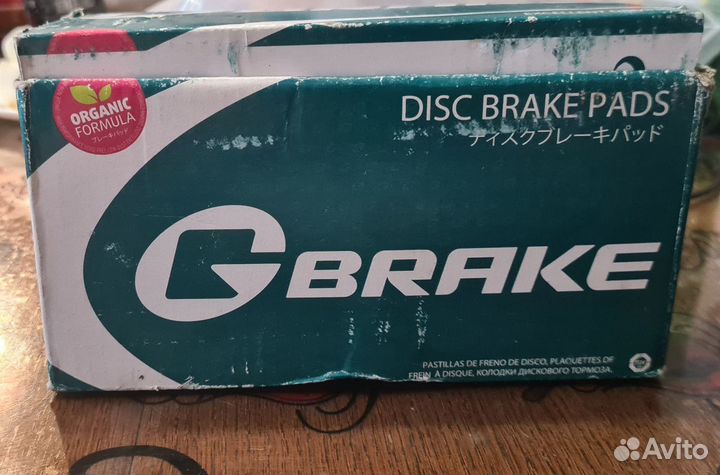 ORGANIC
FORMULA
ブレーキパッド
DISC BRAKE PADS
ディスクブレーキパッド
G BRAKE
PASTILLAS DE FRENO DE DISCO, PLAQUETTES DE
FREIN A DISQUE, КОЛОДКИ ДИСКОВОГО ТОРМОЗА.
Avito